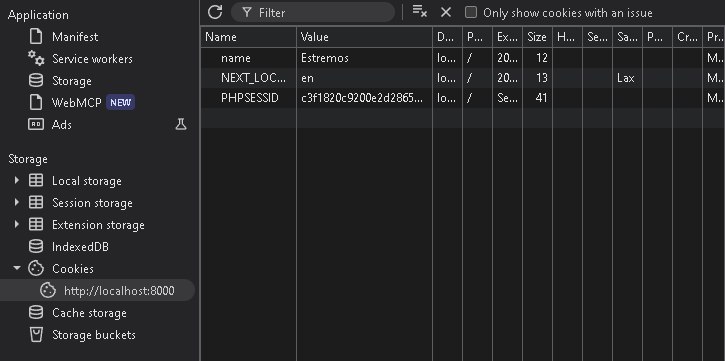 Application
Manifest
Service workers
Storage
WebMCP NEW
Ads
Storage
Local storage
Session storage
Extension storage
IndexedDB
Cookies
http://localhost:8000
Cache storage
Storage buckets
Filter
Only show cookies with an issue
Name Value D... P... Ex... Size H... Se... Sa... P... Cr... Pr...
name Estremos lo... / 20... 12 M...
NEXT_LOC... en lo... / 20... 13 Lax M...
PHPSESSID c3f1820c9200e2d2865... lo... / Se... 41 M...